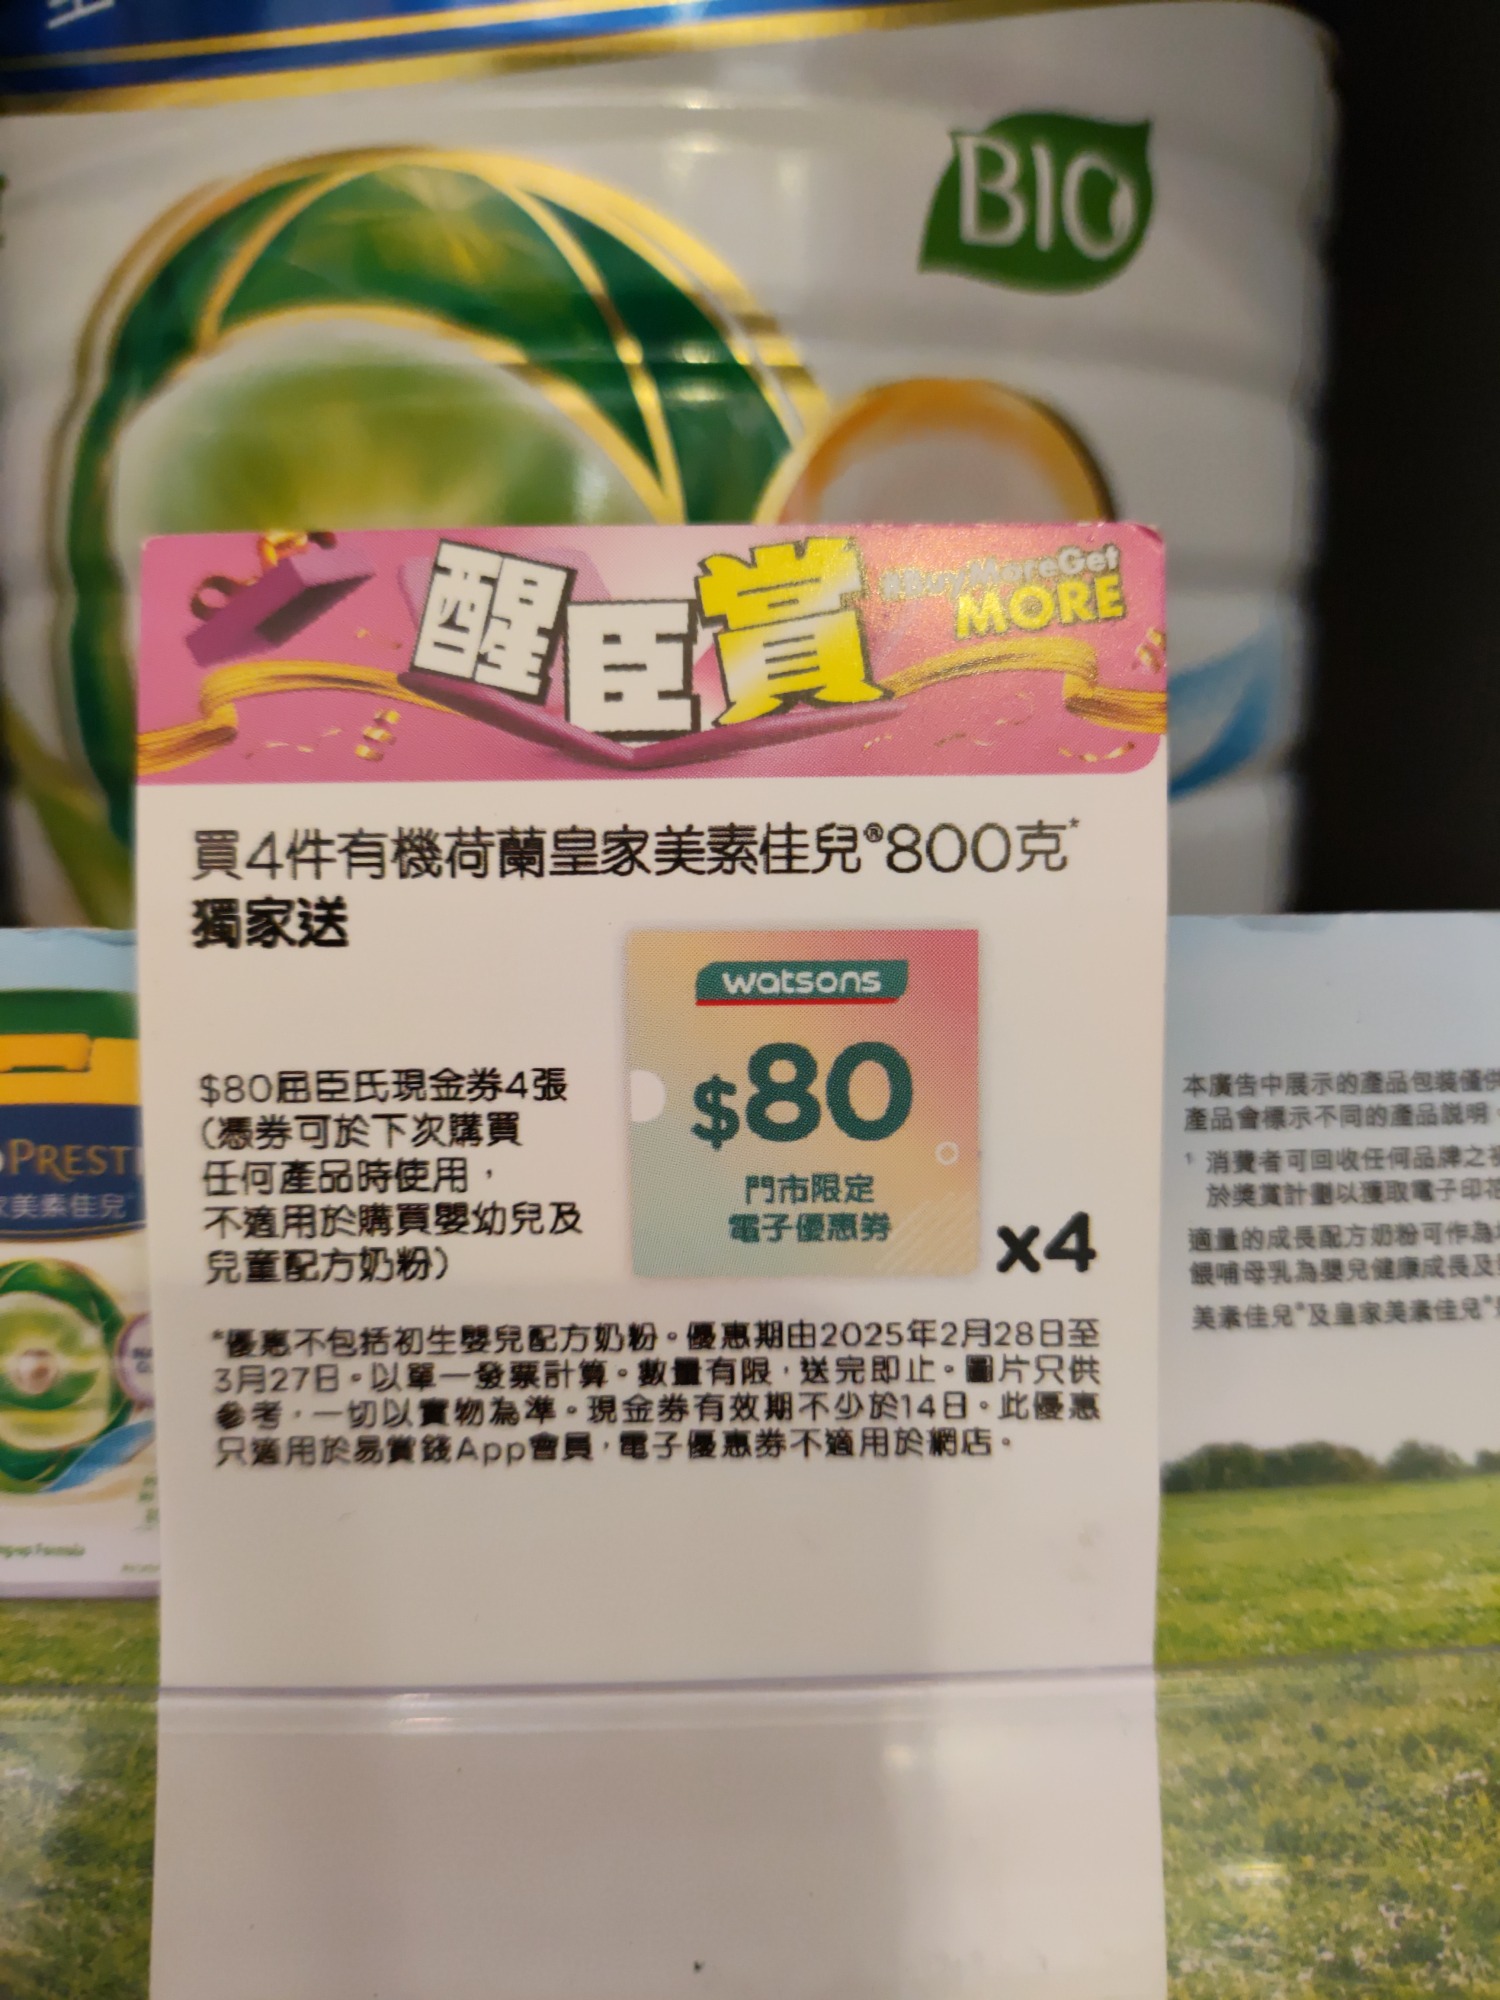 BIO
醒臣賞
#BuyMoreGet
MORE
買4件有機荷蘭皇家美素佳兒®800克*
獨家送
watsons
$80
門市限定
電子優惠券
x4
$80屈臣氏現金券4張
(憑券可於下次購買
任何產品時使用，
不適用於購買嬰幼兒及
兒童配方奶粉)
*優惠不包括初生嬰兒配方奶粉。優惠期由2025年2月28日至
3月27日。以單一發票計算。數量有限，送完即止。圖片只供
參考，一切以實物為準。現金券有效期不少於14日。此優惠
只適用於易賞錢App會員，電子優惠券不適用於網店。
PREST
美素佳兒
本廣告中展示的產品包裝僅供
產品會標示不同的產品說明。
¹ 消費者可回收任何品牌之
於獎賞計劃以獲取電子印花
適量的成長配方奶粉可作為
餵哺母乳為嬰兒健康成長及
美素佳兒®及皇家美素佳兒®